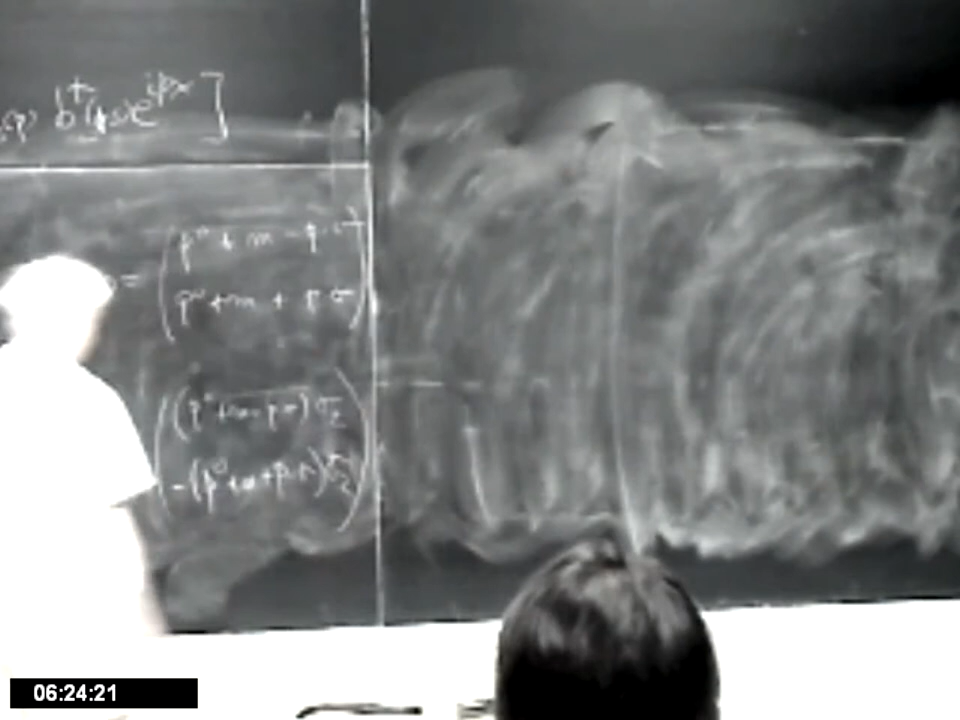 b†(p,s) e^{ipx} ]
= ( p⁰ + m - p·σ
p⁰ + m + p·σ )
( (p⁰+m-p·σ)σ₂
-(p⁰+m+p·σ)σ₂ )
06:24:21